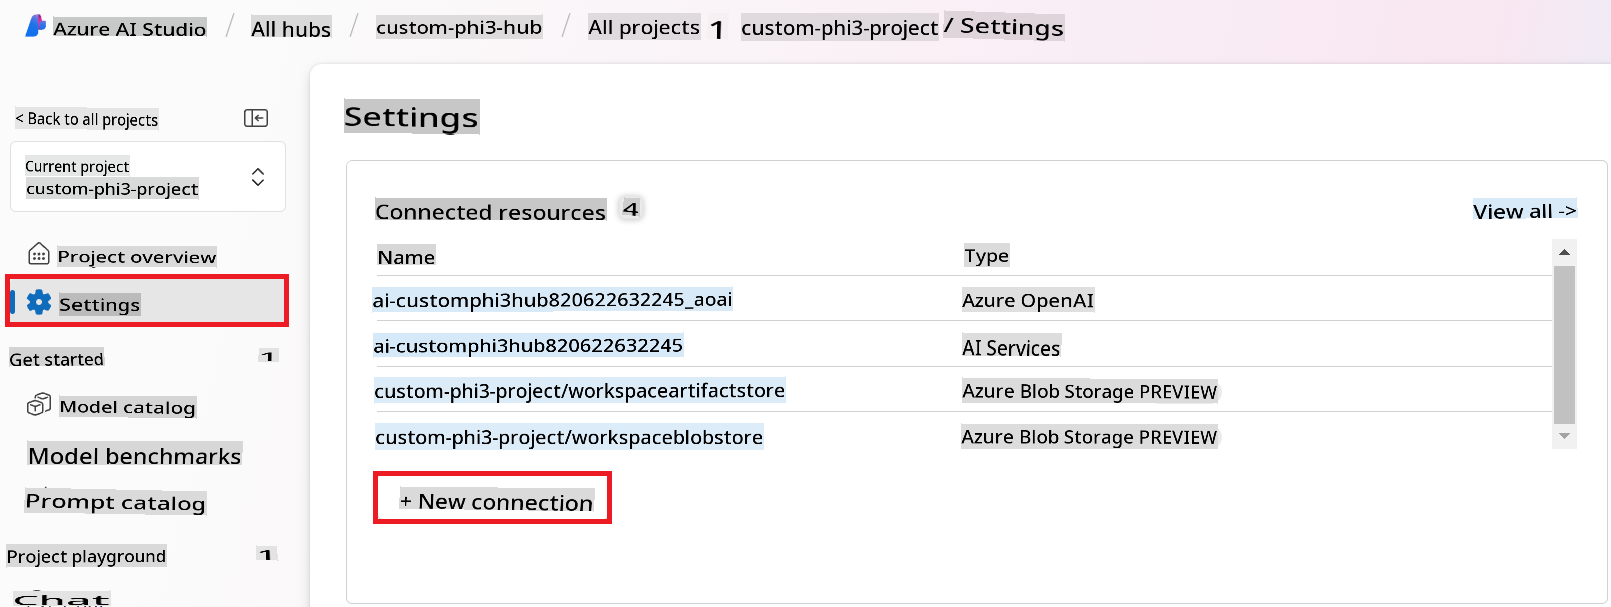 Azure AI Studio / All hubs / custom-phi3-hub / All projects 1 custom-phi3-project / Settings
< Back to all projects
Current project
custom-phi3-project
Project overview
Settings
Get started 1
Model catalog
Model benchmarks
Prompt catalog
Project playground 1
Chat
Settings
Connected resources 4
View all ->
Name Type
ai-customphi3hub820622632245_aoai Azure OpenAI
ai-customphi3hub820622632245 AI Services
custom-phi3-project/workspaceartifactstore Azure Blob Storage PREVIEW
custom-phi3-project/workspaceblobstore Azure Blob Storage PREVIEW
+ New connection